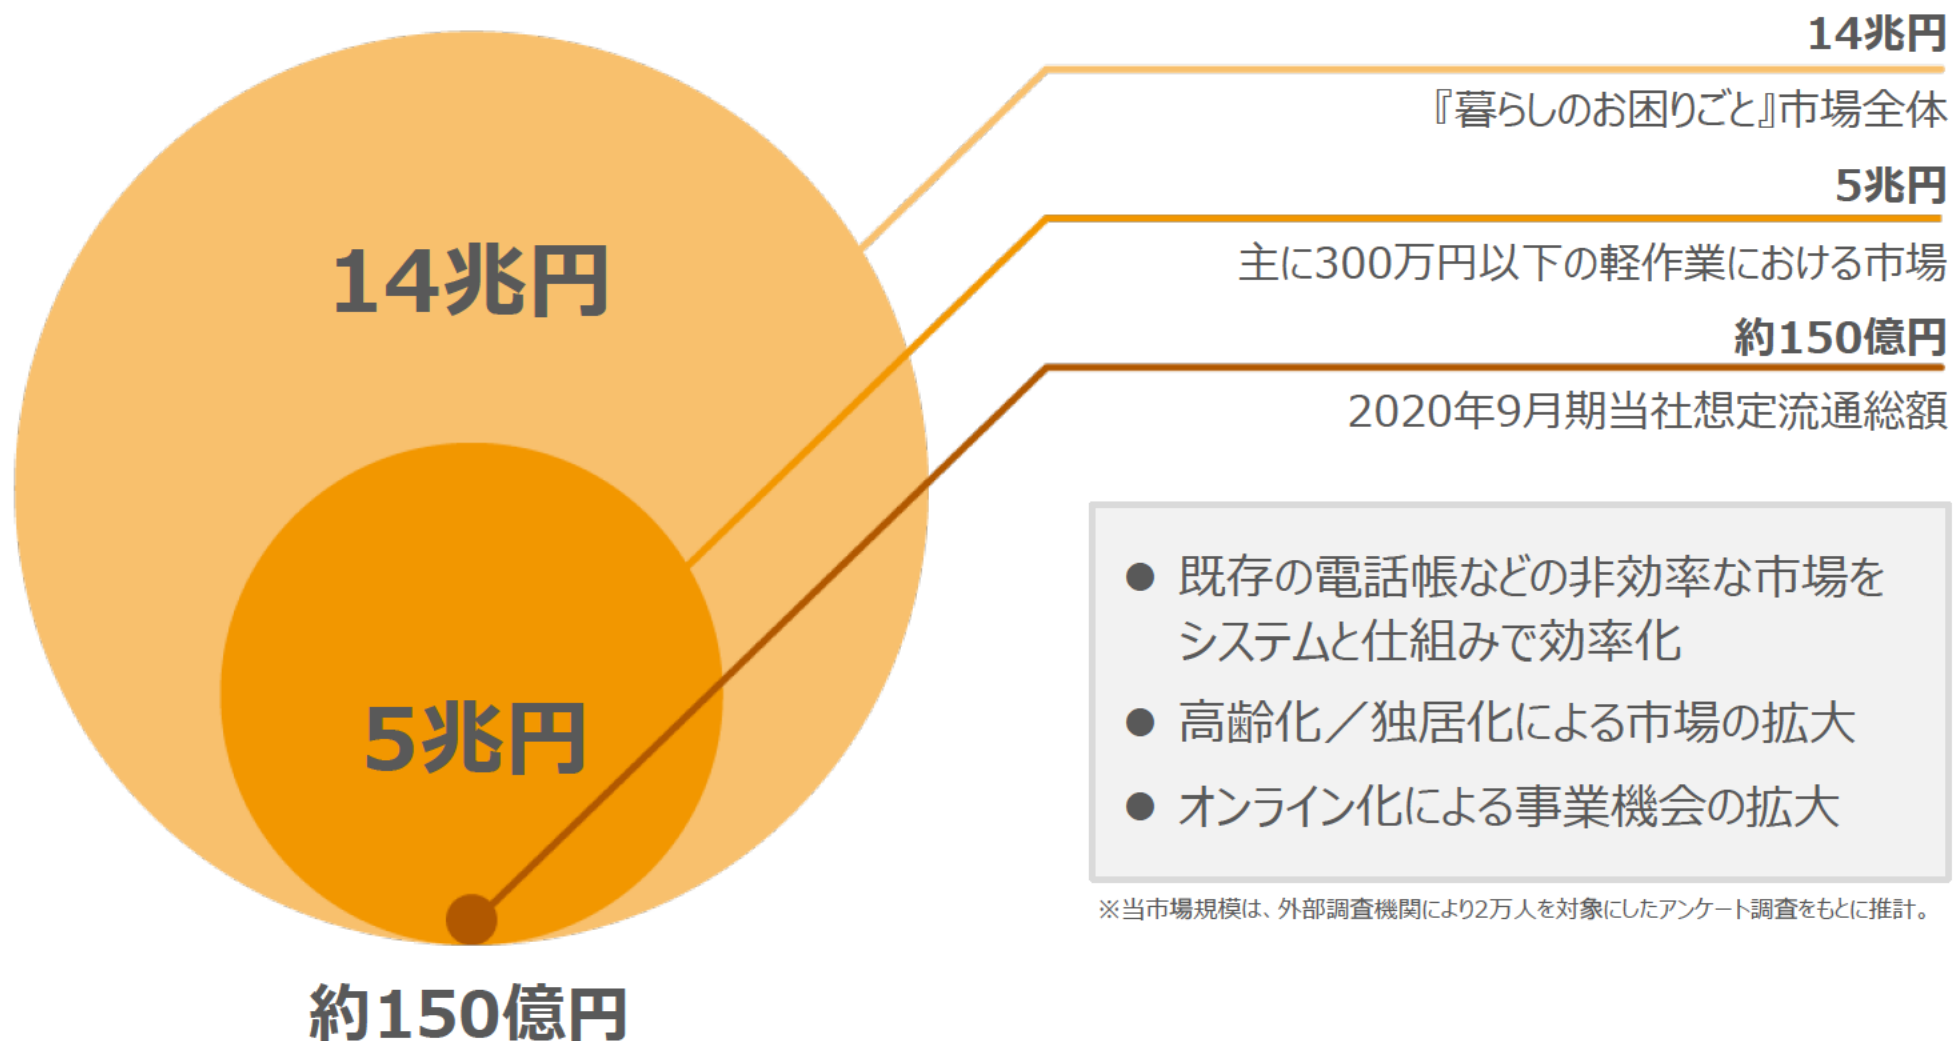 14兆円
『暮らしのお困りごと』市場全体
5兆円
主に300万円以下の軽作業における市場
約150億円
2020年9月期当社想定流通総額
14兆円
5兆円
約150億円
● 既存の電話帳などの非効率な市場を
システムと仕組みで効率化
● 高齢化／独居化による市場の拡大
● オンライン化による事業機会の拡大
※当市場規模は、外部調査機関により2万人を対象にしたアンケート調査をもとに推計。